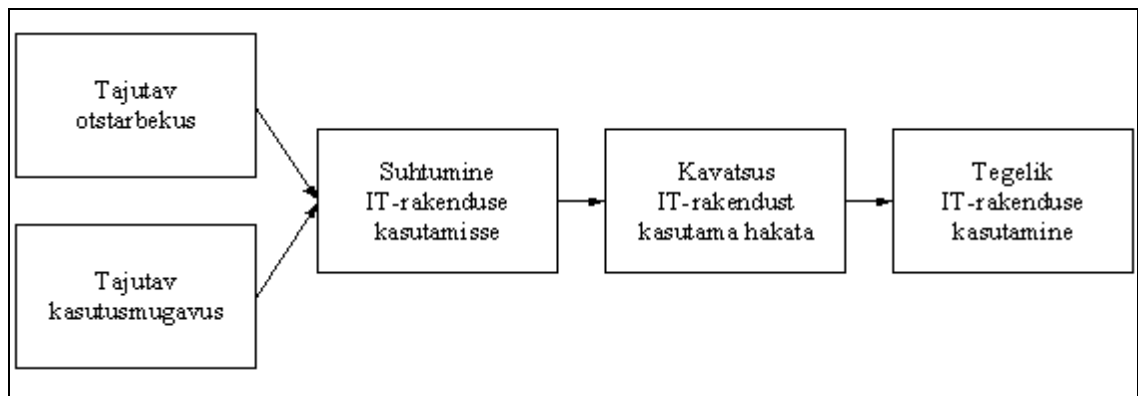 Tajutav
otstarbekus
Tajutav
kasutusmugavus
Suhtumine
IT-rakenduse
kasutamisse
Kavatsus
IT-rakendust
kasutama hakata
Tegelik
IT-rakenduse
kasutamine